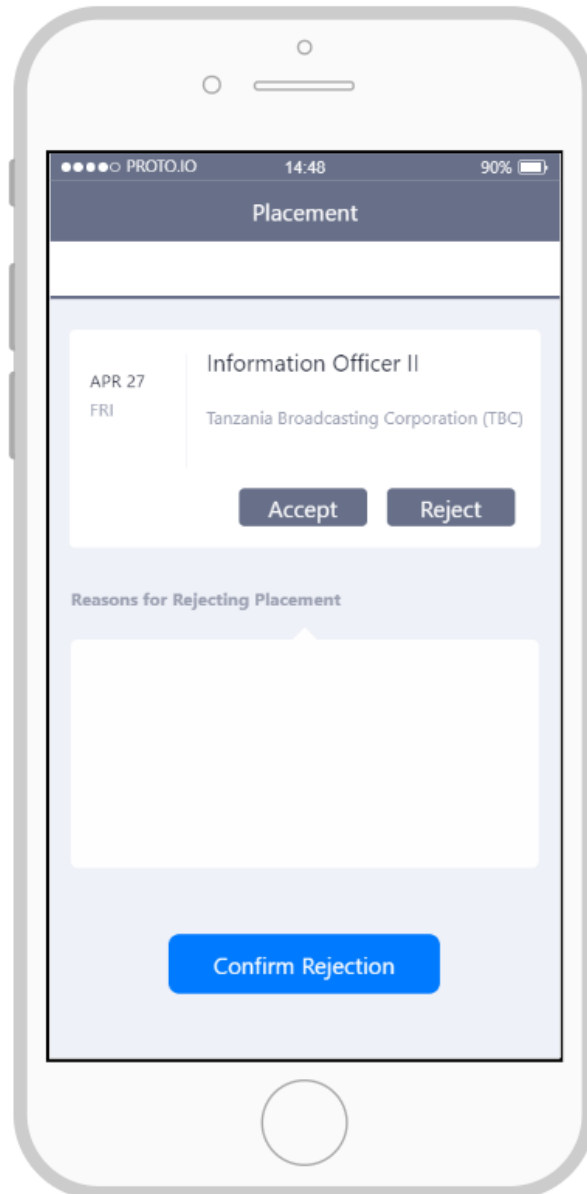 PROTO.IO 14:48 90%
Placement
APR 27
FRI
Information Officer II
Tanzania Broadcasting Corporation (TBC)
Accept Reject
Reasons for Rejecting Placement
Confirm Rejection